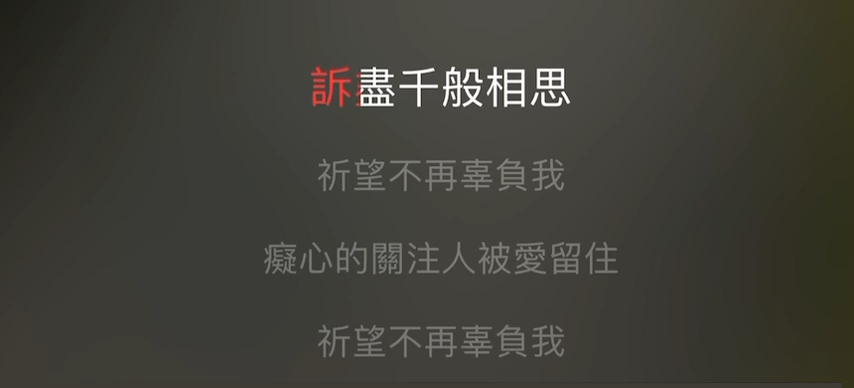 訴盡千般相思
祈望不再辜負我
癡心的關注人被愛留住
祈望不再辜負我